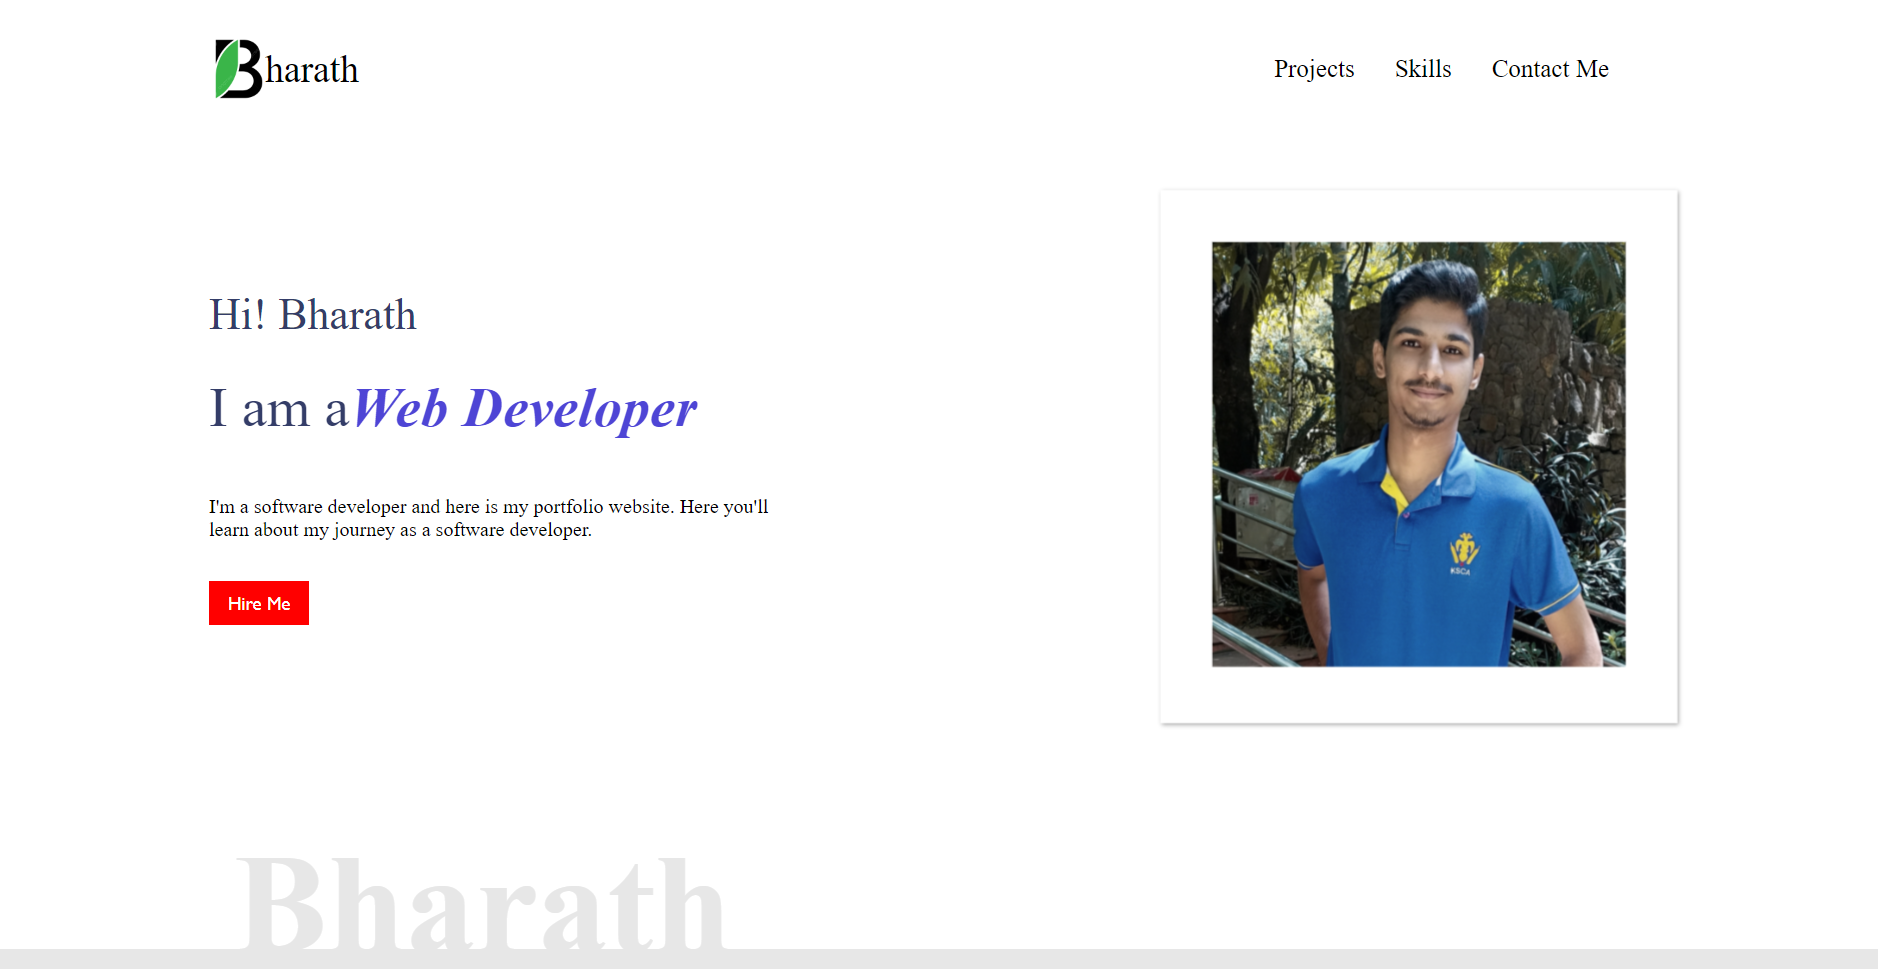 Bharath
Projects Skills Contact Me
Hi! Bharath
I am aWeb Developer
I'm a software developer and here is my portfolio website. Here you'll
learn about my journey as a software developer.
Hire Me
KSCA
Bharath